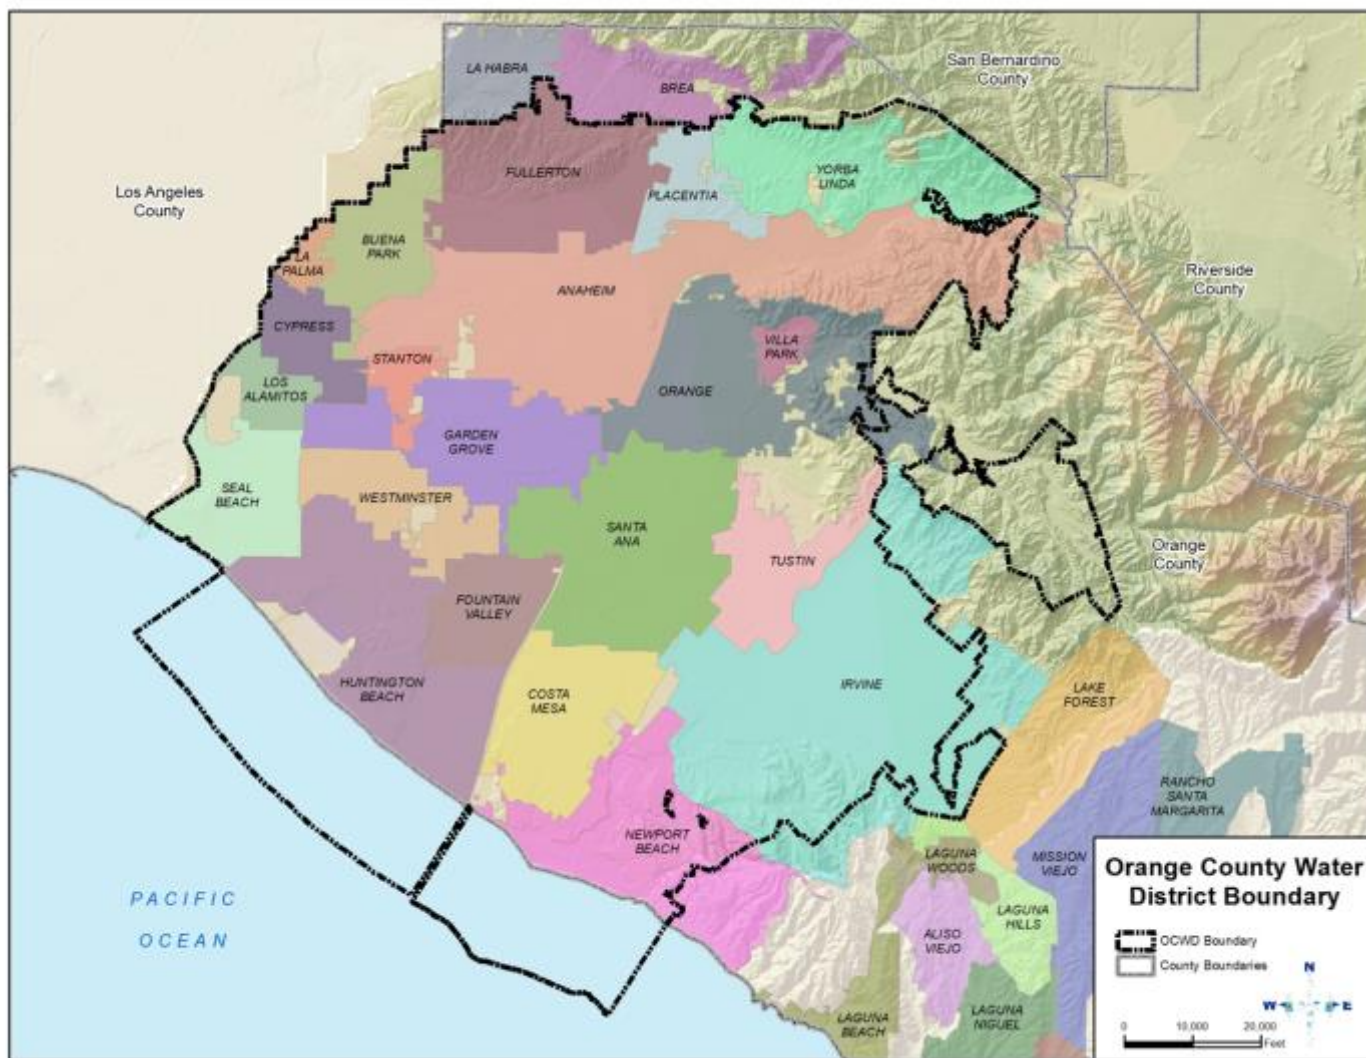 LA HABRA
BREA
San Bernardino
County
Los Angeles
County
FULLERTON
PLACENTIA
YORBA
LINDA
BUENA
PARK
LA
PALMA
Riverside
County
ANAHEIM
CYPRESS
STANTON
VILLA
PARK
LOS
ALAMITOS
ORANGE
GARDEN
GROVE
SEAL
BEACH
WESTMINSTER
SANTA
ANA
Orange
County
TUSTIN
FOUNTAIN
VALLEY
HUNTINGTON
BEACH
COSTA
MESA
IRVINE
LAKE
FOREST
RANCHO
SANTA
MARGARITA
NEWPORT
BEACH
LAGUNA
WOODS
MISSION
VIEJO
PACIFIC
OCEAN
LAGUNA
HILLS
ALISO
VIEJO
LAGUNA
BEACH
LAGUNA
NIGUEL
Orange County Water
District Boundary
OCWD Boundary
County Boundaries
N
W
E
S
0 10,000 20,000
Feet